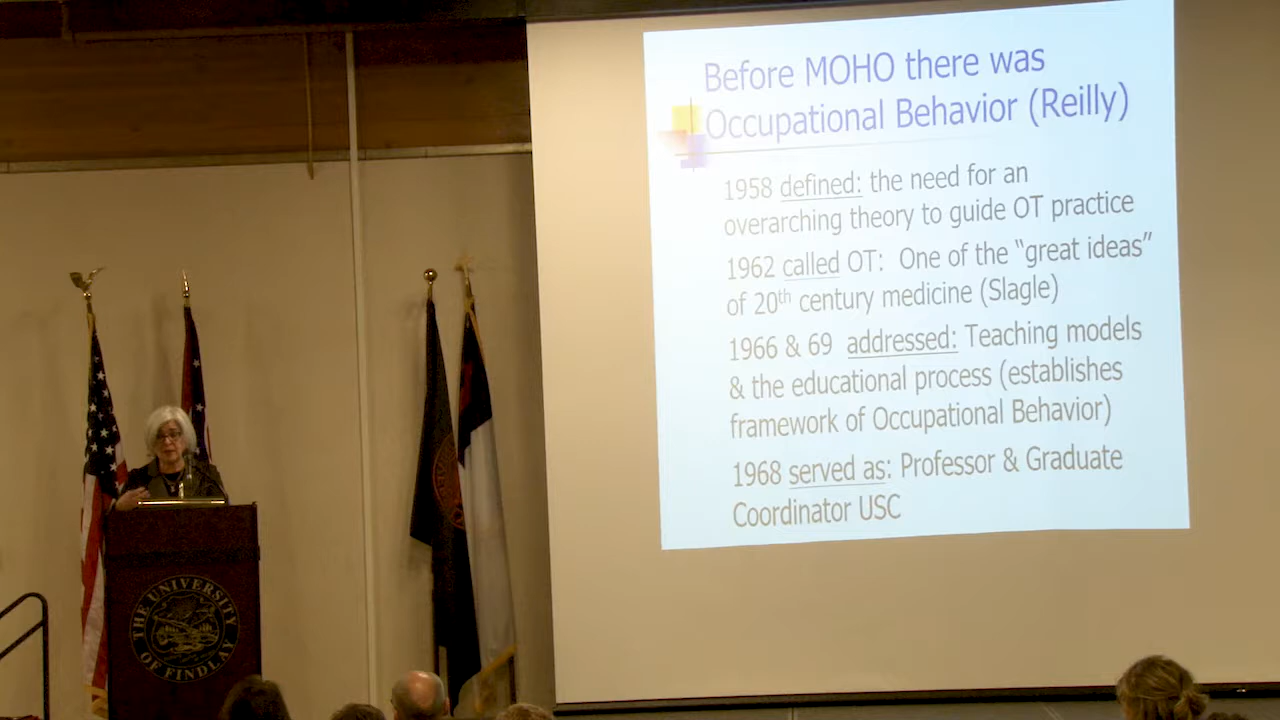 Before MOHO there was
Occupational Behavior (Reilly)
1958 defined: the need for an
overarching theory to guide OT practice
1962 called OT: One of the “great ideas”
of 20th century medicine (Slagle)
1966 & 69 addressed: Teaching models
& the educational process (establishes
framework of Occupational Behavior)
1968 served as: Professor & Graduate
Coordinator USC
THE UNIVERSITY
OF FINDLAY